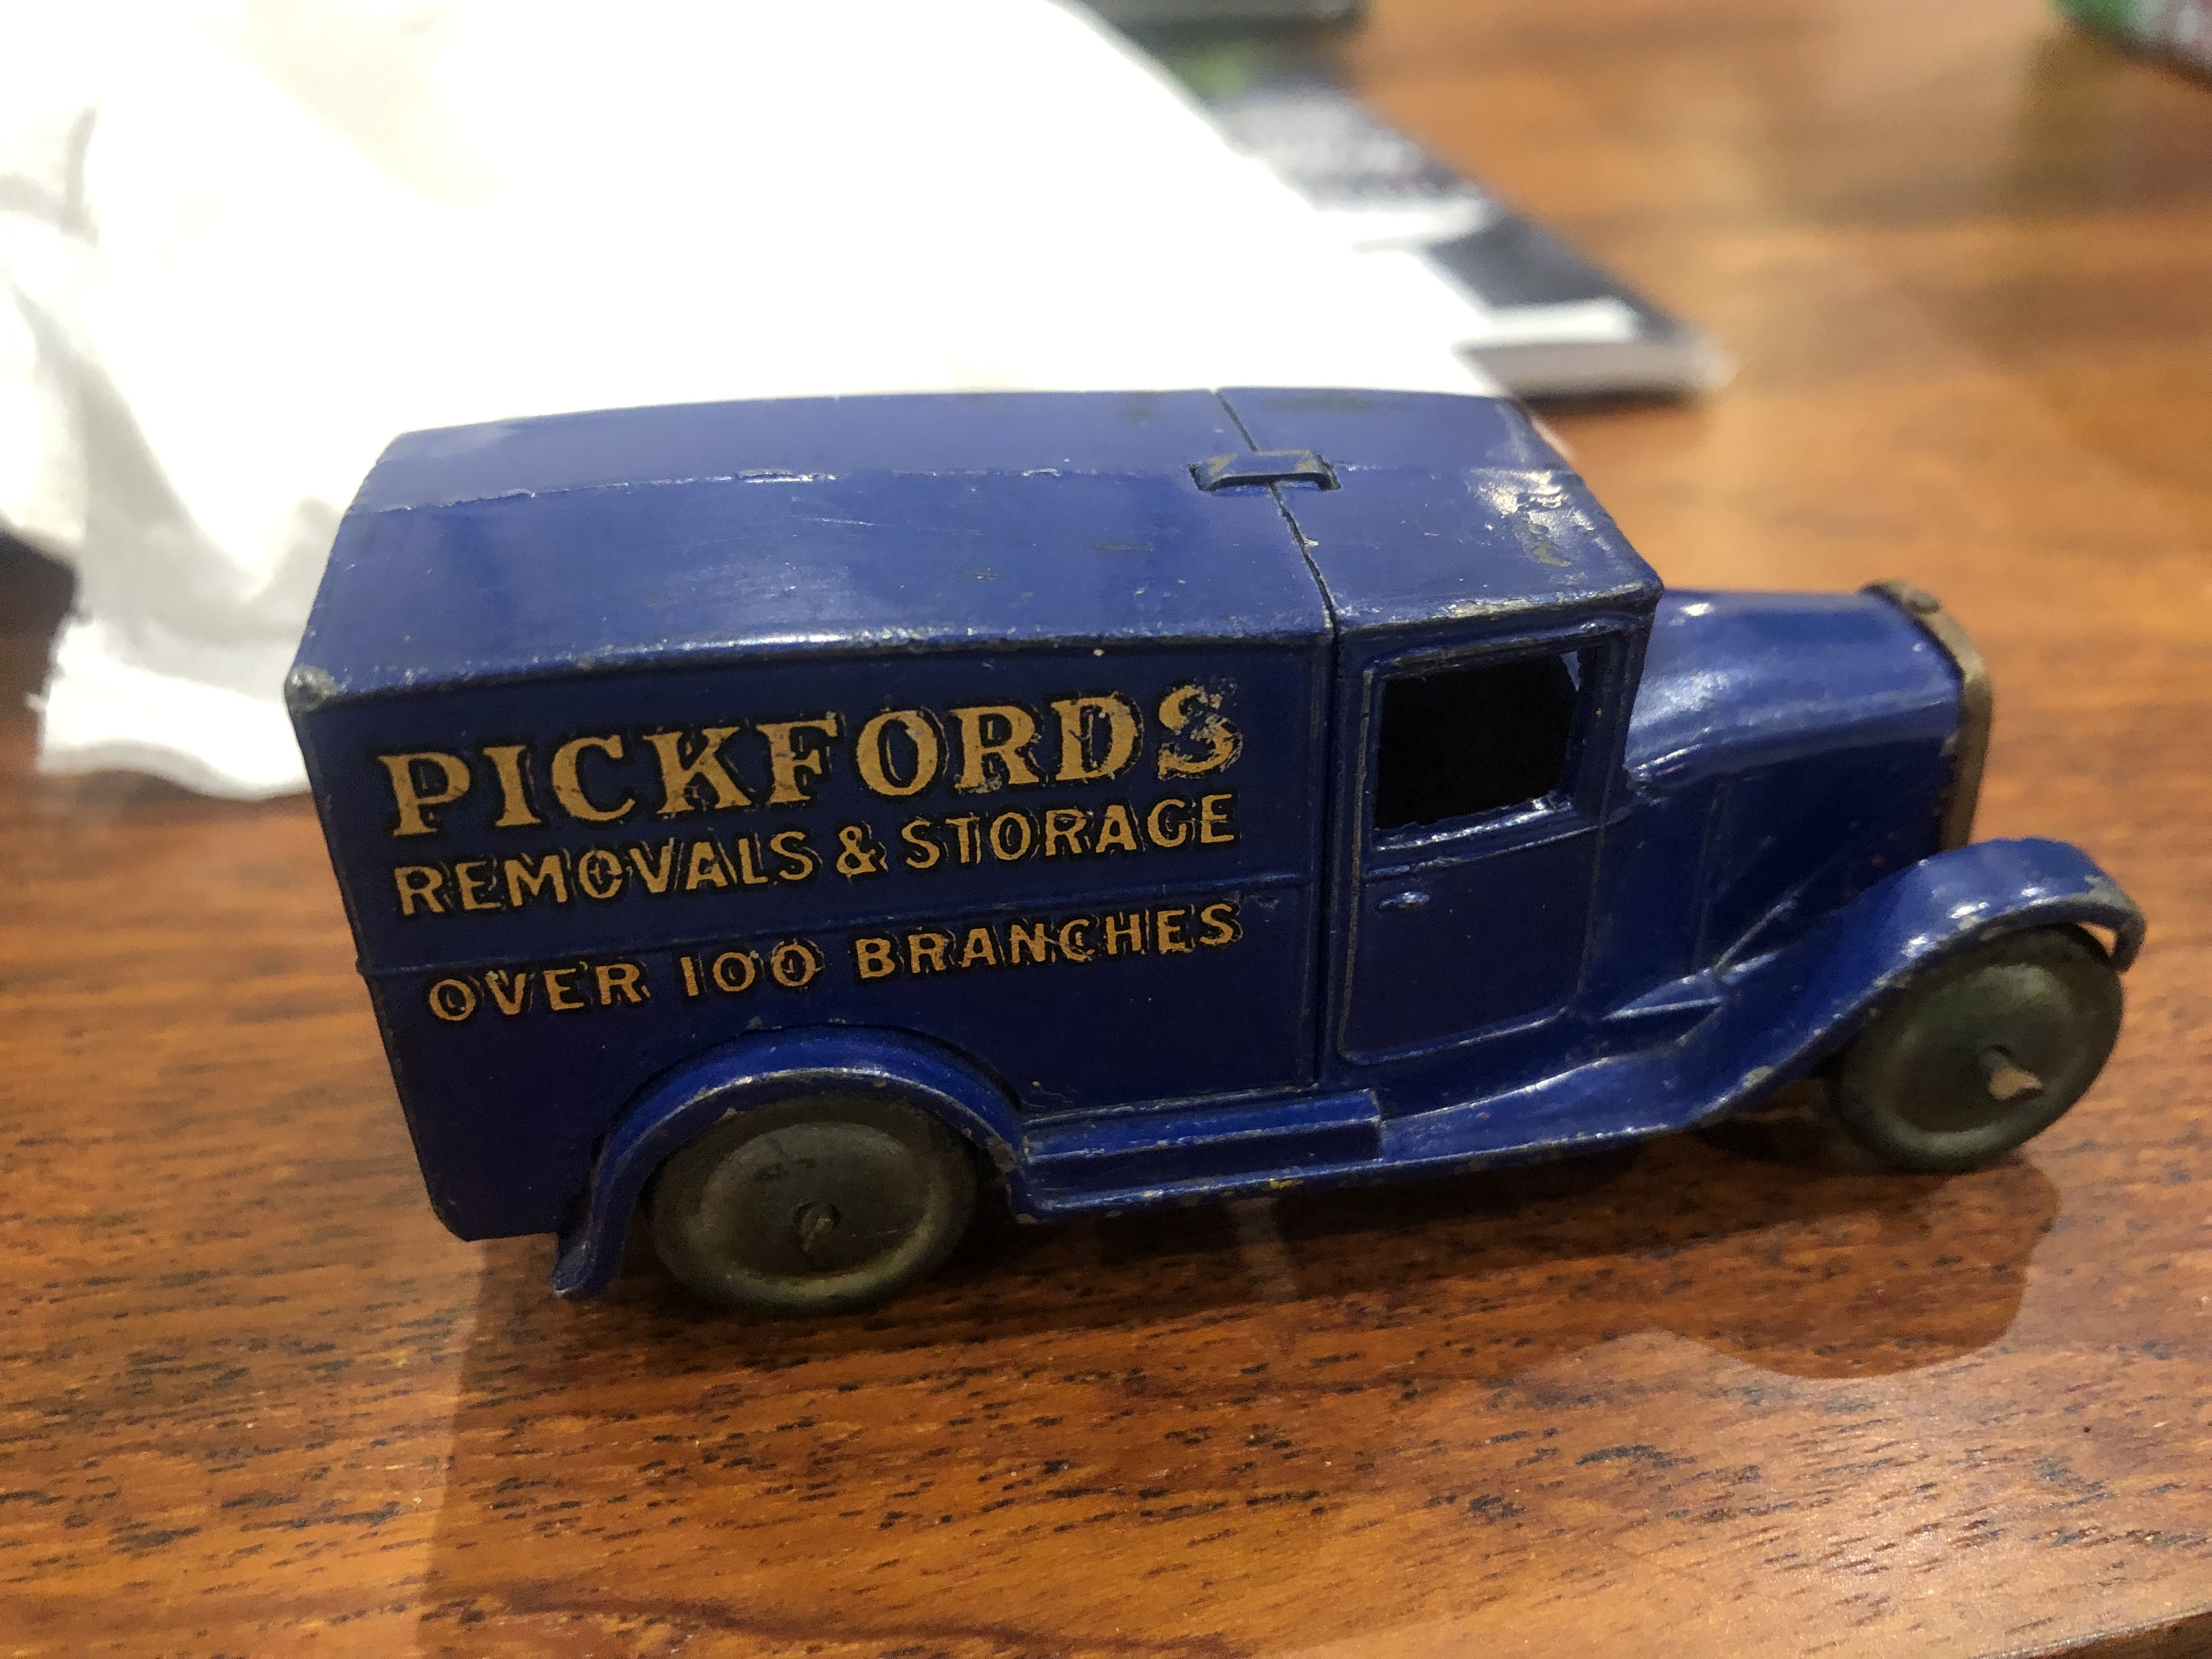 PICKFORDS
REMOVALS & STORAGE
OVER 100 BRANCHES